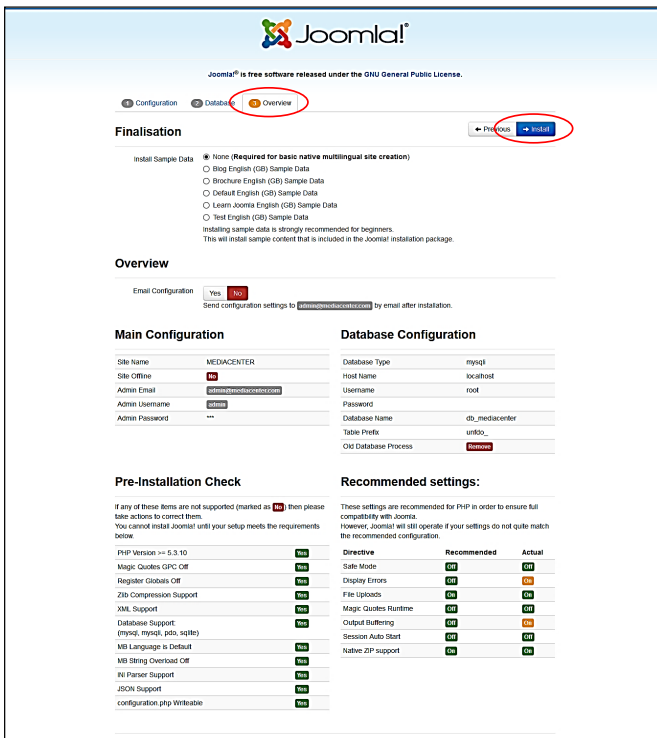 Joomla!®
Joomla!® is free software released under the GNU General Public License.
1 Configuration 2 Database 3 Overview
Finalisation
← Previous → Install
Install Sample Data
None (Required for basic native multilingual site creation)
Blog English (GB) Sample Data
Brochure English (GB) Sample Data
Default English (GB) Sample Data
Learn Joomla English (GB) Sample Data
Test English (GB) Sample Data
Installing sample data is strongly recommended for beginners.
This will install sample content that is included in the Joomla! installation package.
Overview
Email Configuration Yes No
Send configuration settings to admin@mediacenter.com by email after installation.
Main Configuration
Site Name MEDIACENTER
Site Offline No
Admin Email admin@mediacenter.com
Admin Username admin
Admin Password ***
Database Configuration
Database Type mysqli
Host Name localhost
Username root
Password
Database Name db_mediacenter
Table Prefix unfdo_
Old Database Process Remove
Pre-Installation Check
If any of these items are not supported (marked as No) then please
take actions to correct them.
You cannot install Joomla! until your setup meets the requirements
below.
PHP Version >= 5.3.10 Yes
Magic Quotes GPC Off Yes
Register Globals Off Yes
Zlib Compression Support Yes
XML Support Yes
Database Support: Yes
(mysql, mysqli, pdo, sqlite)
MB Language is Default Yes
MB String Overload Off Yes
INI Parser Support Yes
JSON Support Yes
configuration.php Writeable Yes
Recommended settings:
These settings are recommended for PHP in order to ensure full
compatibility with Joomla.
However, Joomla! will still operate if your settings do not quite match
the recommended configuration.
Directive Recommended Actual
Safe Mode Off Off
Display Errors Off On
File Uploads On On
Magic Quotes Runtime Off Off
Output Buffering Off On
Session Auto Start Off Off
Native ZIP support On On